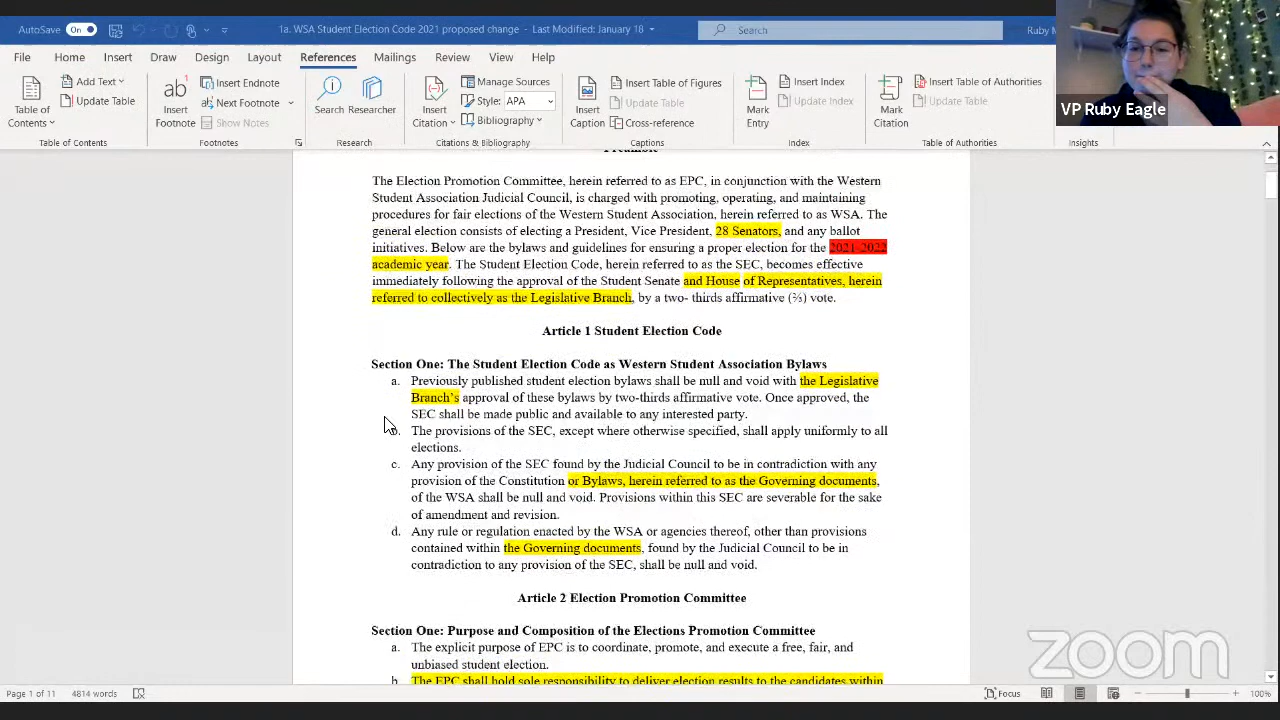 AutoSave On
1a. WSA Student Election Code 2021 proposed change - Last Modified: January 18
Search
Ruby M
File Home Insert Draw Design Layout References Mailings Review View Help
Table of Contents
Add Text
Update Table
Table of Contents
ab
Insert Footnote
Insert Endnote
Next Footnote
Show Notes
Footnotes
Search
Researcher
Research
Insert Citation
Manage Sources
Style: APA
Bibliography
Citations & Bibliography
Insert Caption
Insert Table of Figures
Update Table
Cross-reference
Captions
Mark Entry
Insert Index
Update Index
Index
Mark Citation
Insert Table of Authorities
Update Table
Table of Authorities
Insights
VP Ruby Eagle
Preamble
The Election Promotion Committee, herein referred to as EPC, in conjunction with the Western
Student Association Judicial Council, is charged with promoting, operating, and maintaining
procedures for fair elections of the Western Student Association, herein referred to as WSA. The
general election consists of electing a President, Vice President, 28 Senators, and any ballot
initiatives. Below are the bylaws and guidelines for ensuring a proper election for the 2021-2022
academic year. The Student Election Code, herein referred to as the SEC, becomes effective
immediately following the approval of the Student Senate and House of Representatives, herein
referred to collectively as the Legislative Branch, by a two- thirds affirmative (⅔) vote.
Article 1 Student Election Code
Section One: The Student Election Code as Western Student Association Bylaws
a. Previously published student election bylaws shall be null and void with the Legislative
Branch’s approval of these bylaws by two-thirds affirmative vote. Once approved, the
SEC shall be made public and available to any interested party.
b. The provisions of the SEC, except where otherwise specified, shall apply uniformly to all
elections.
c. Any provision of the SEC found by the Judicial Council to be in contradiction with any
provision of the Constitution or Bylaws, herein referred to as the Governing documents,
of the WSA shall be null and void. Provisions within this SEC are severable for the sake
of amendment and revision.
d. Any rule or regulation enacted by the WSA or agencies thereof, other than provisions
contained within the Governing documents, found by the Judicial Council to be in
contradiction to any provision of the SEC, shall be null and void.
Article 2 Election Promotion Committee
Section One: Purpose and Composition of the Elections Promotion Committee
a. The explicit purpose of EPC is to coordinate, promote, and execute a free, fair, and
unbiased student election.
b. The EPC shall hold sole responsibility to deliver election results to the candidates within
zoom
Page 1 of 11 4814 words
Focus
100%